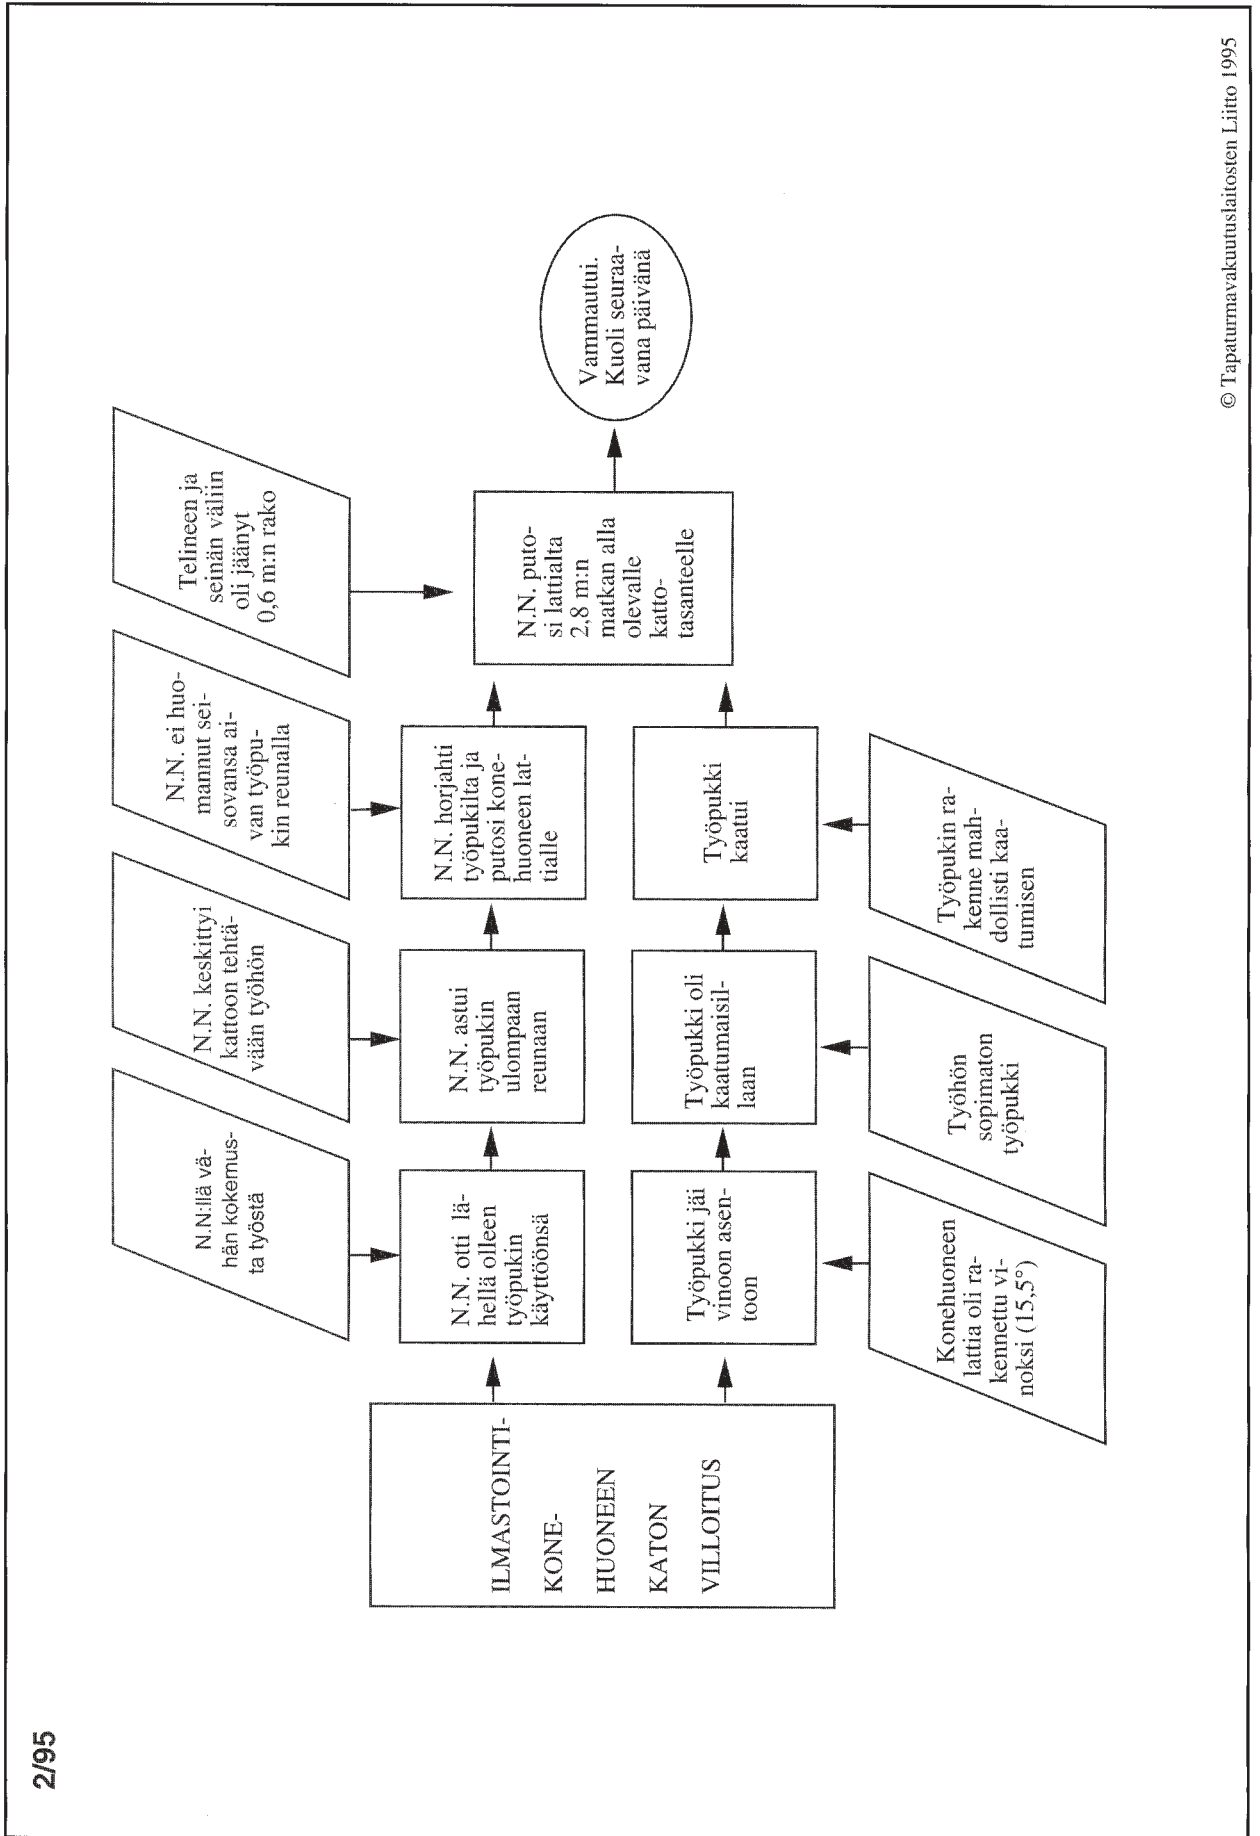 2/95
N.N:llä vä-
hän kokemus-
ta työstä
N.N. keskittyi
kattoon tehtä-
vään työhön
N.N. ei huo-
mannut sei-
sovansa ai-
van työpu-
kin reunalla
Telineen ja
seinän väliin
oli jäänyt
0,6 m:n rako
ILMASTOINTI-
KONE-
HUONEEN
KATON
VILLOITUS
N.N. otti lä-
hellä olleen
työpukin
käyttöönsä
N.N. astui
työpukin
ulompaan
reunaan
N.N. horjahti
työpukilta ja
putosi kone-
huoneen lat-
tialle
N.N. puto-
si lattialta
2,8 m:n
matkan alla
olevalle
katto-
tasanteelle
Vammautui.
Kuoli seuraa-
vana päivänä
Työpukki jäi
vinoon asen-
toon
Työpukki oli
kaatumaisil-
laan
Työpukki
kaatui
Konehuoneen
lattia oli ra-
kennettu vi-
noksi (15,5°)
Työhön
sopimaton
työpukki
Työpukin ra-
kenne mah-
dollisti kaa-
tumisen
© Tapaturmavakuutuslaitosten Liitto 1995